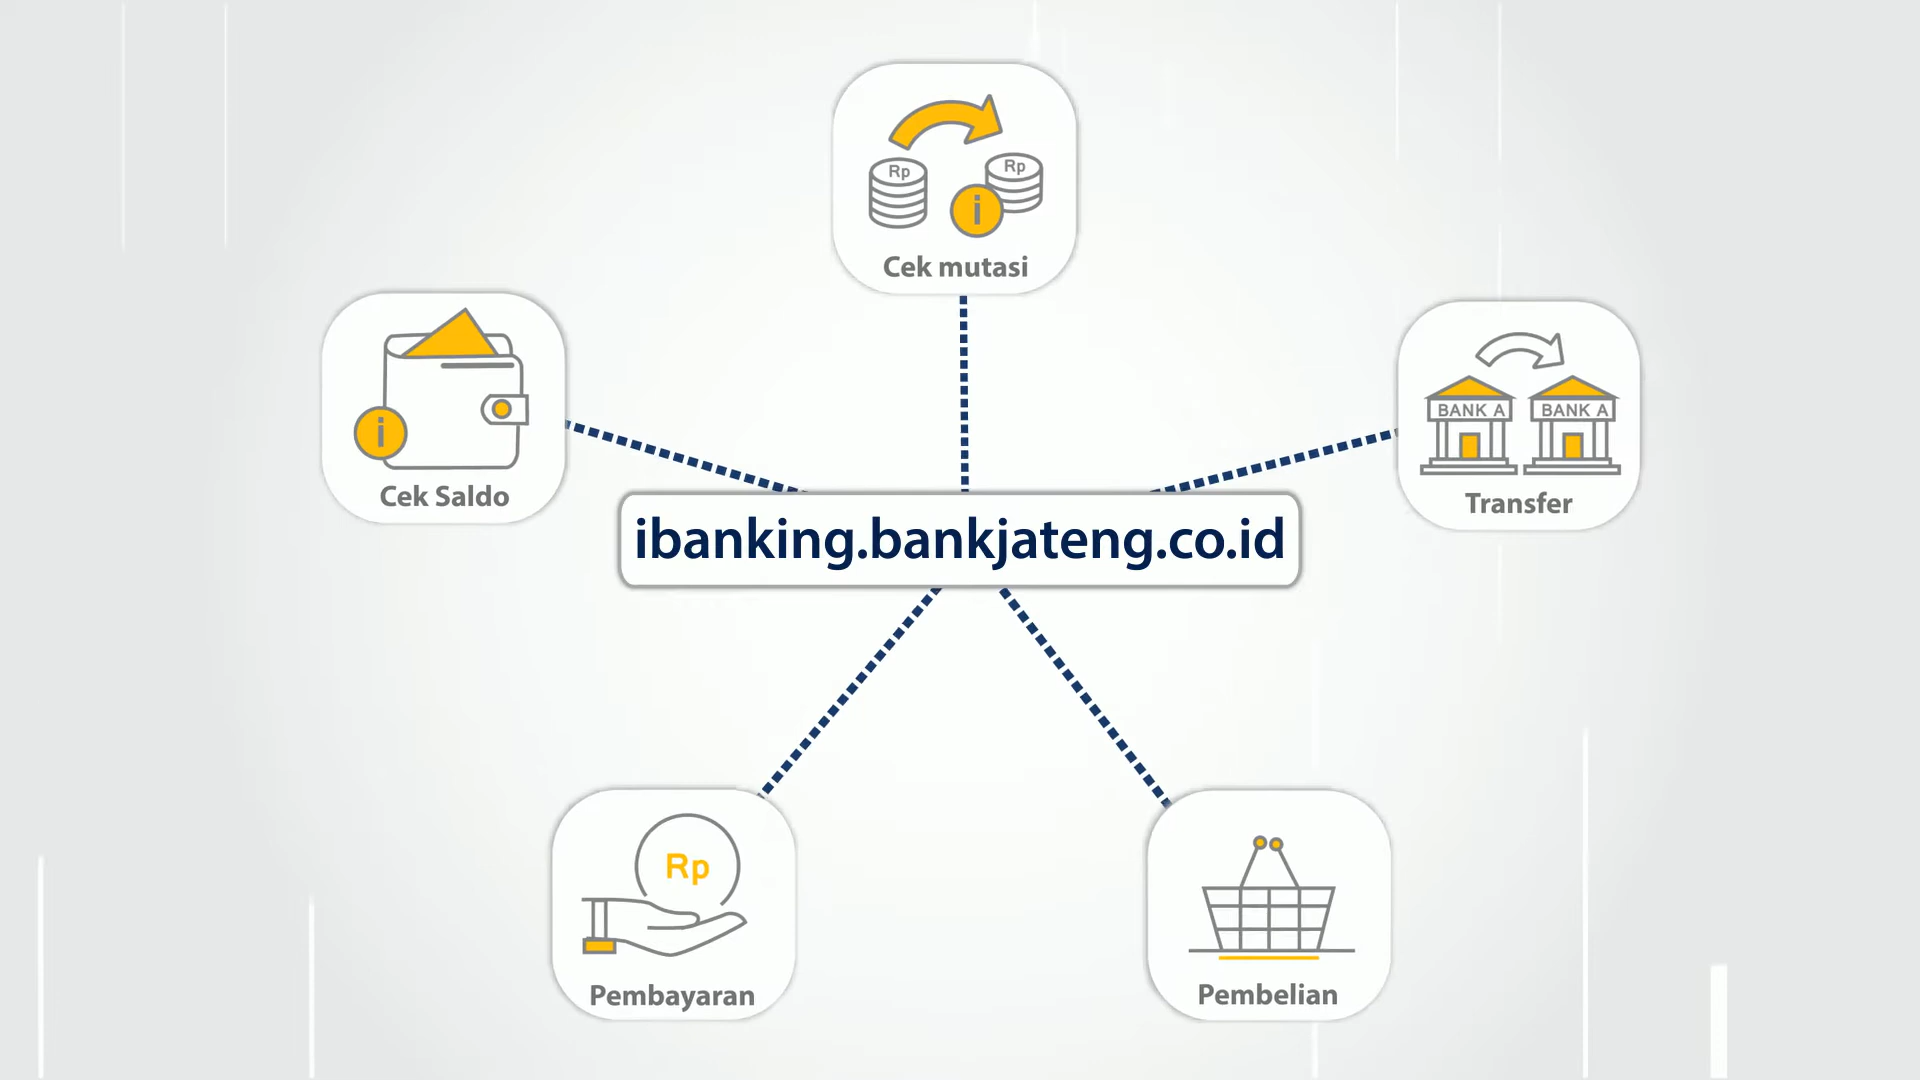 Rp
Rp
i
Cek mutasi
i
Cek Saldo
BANK A
BANK A
Transfer
ibanking.bankjateng.co.id
Rp
Pembayaran
Pembelian